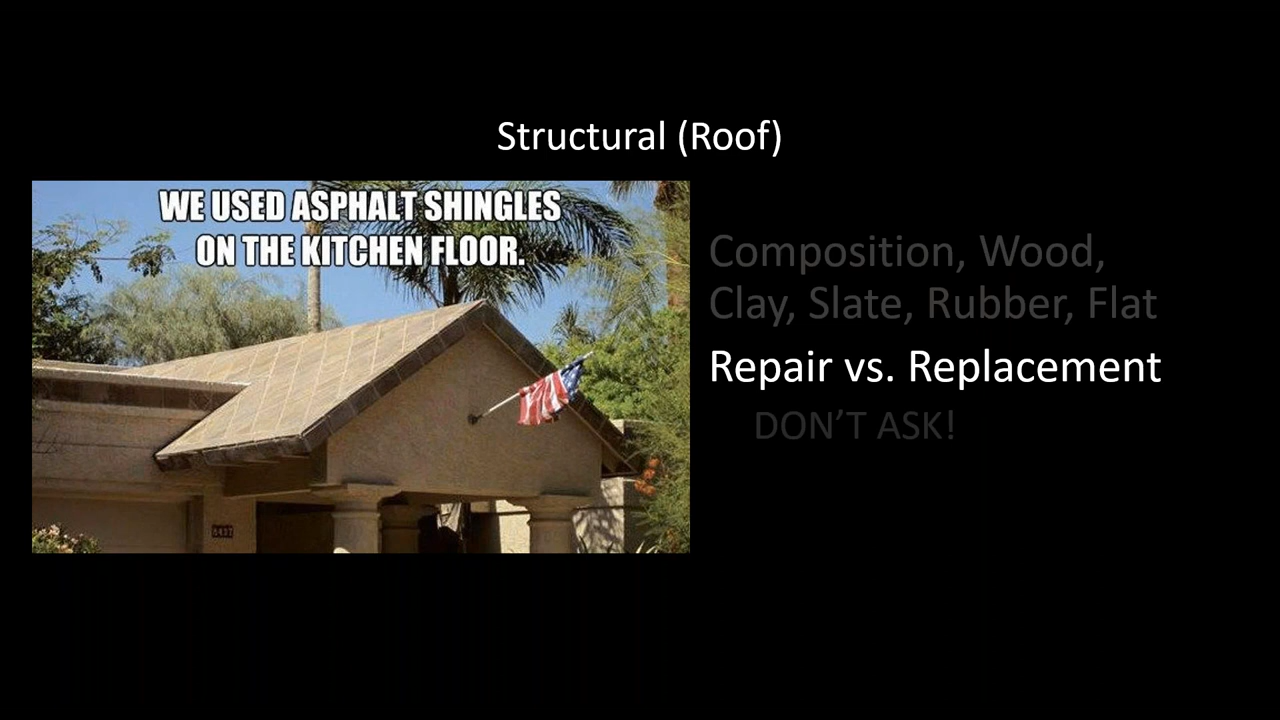 Structural (Roof)
WE USED ASPHALT SHINGLES
ON THE KITCHEN FLOOR.
Composition, Wood,
Clay, Slate, Rubber, Flat
Repair vs. Replacement
DON’T ASK!